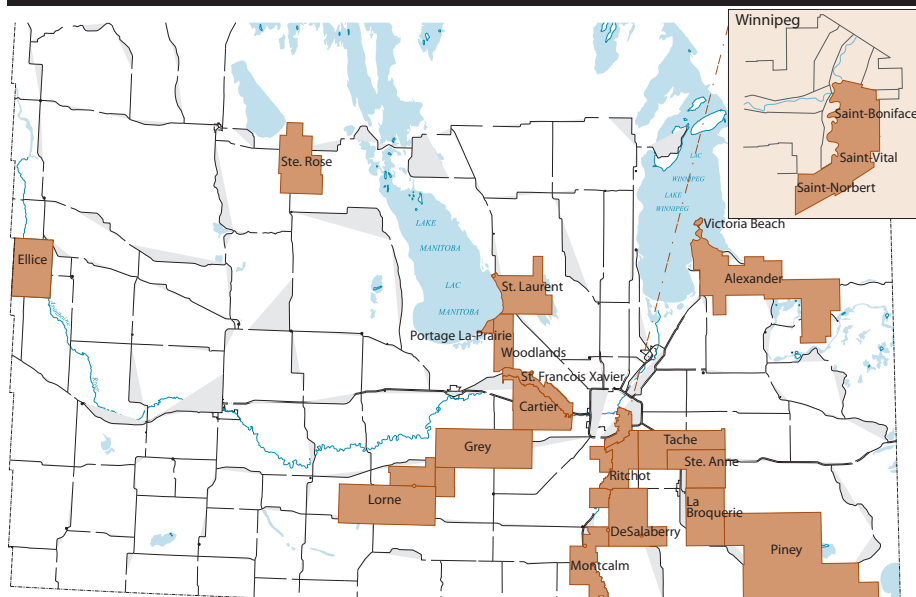 Winnipeg
Saint-Boniface
Saint-Vital
Saint-Norbert
Ste. Rose
LAC
WINNIPEG
LAKE
WINNIPEG
Victoria Beach
LAKE
MANITOBA
LAC
MANITOBA
Ellice
Alexander
St. Laurent
Portage La-Prairie
Woodlands
St. Francois Xavier
Cartier
Grey
Tache
Ste. Anne
Ritchot
Lorne
La
Broquerie
DeSalaberry
Piney
Montcalm